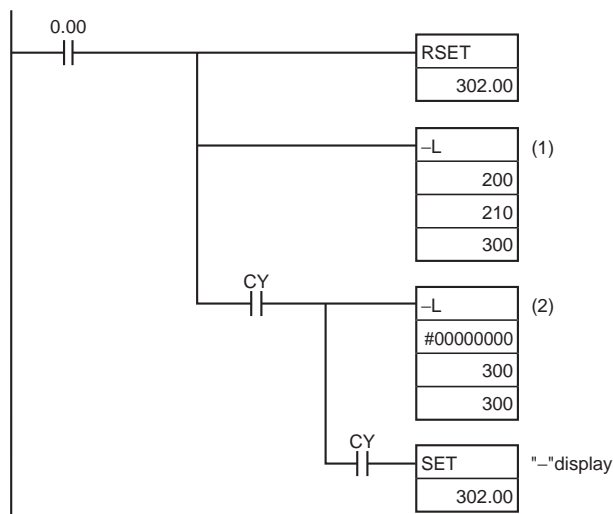 0.00
RSET
302.00
–L (1)
200
210
300
CY
–L (2)
#00000000
300
300
CY
SET "–"display
302.00